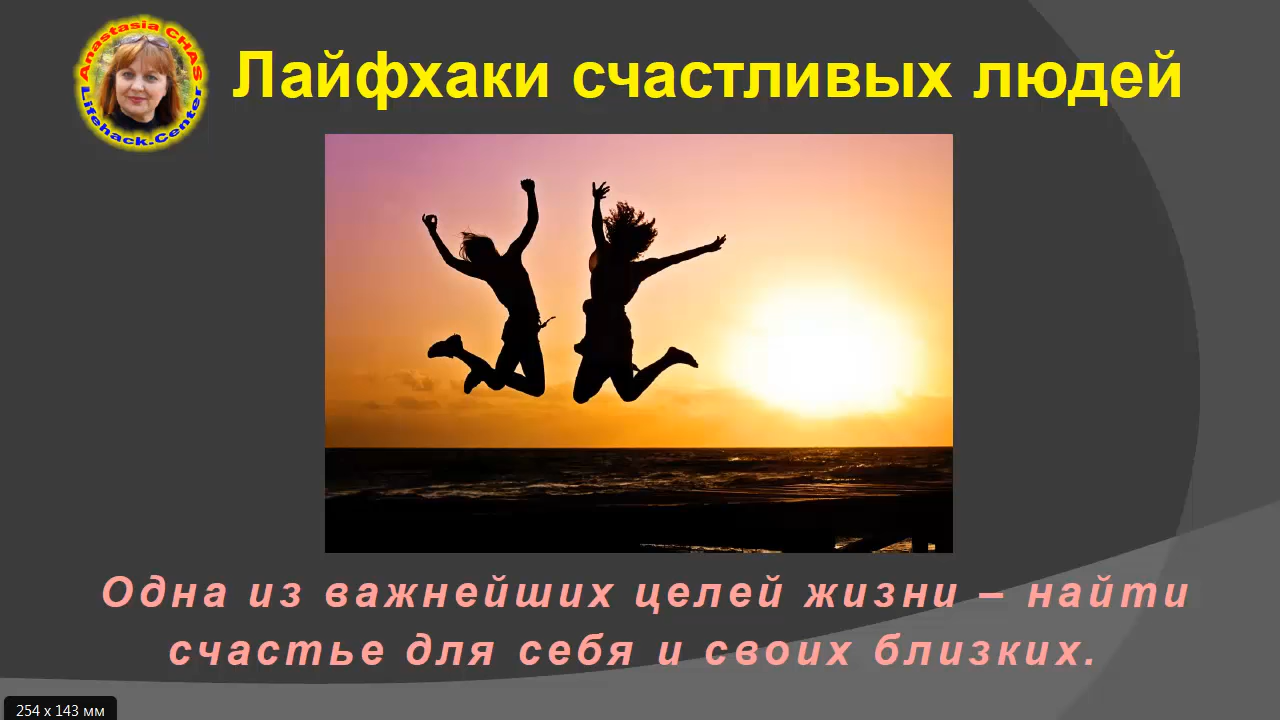 Anastasia CHAS
Lifehack.Center
Лайфхаки счастливых людей
Одна из важнейших целей жизни – найти
счастье для себя и своих близких.
254 x 143 мм